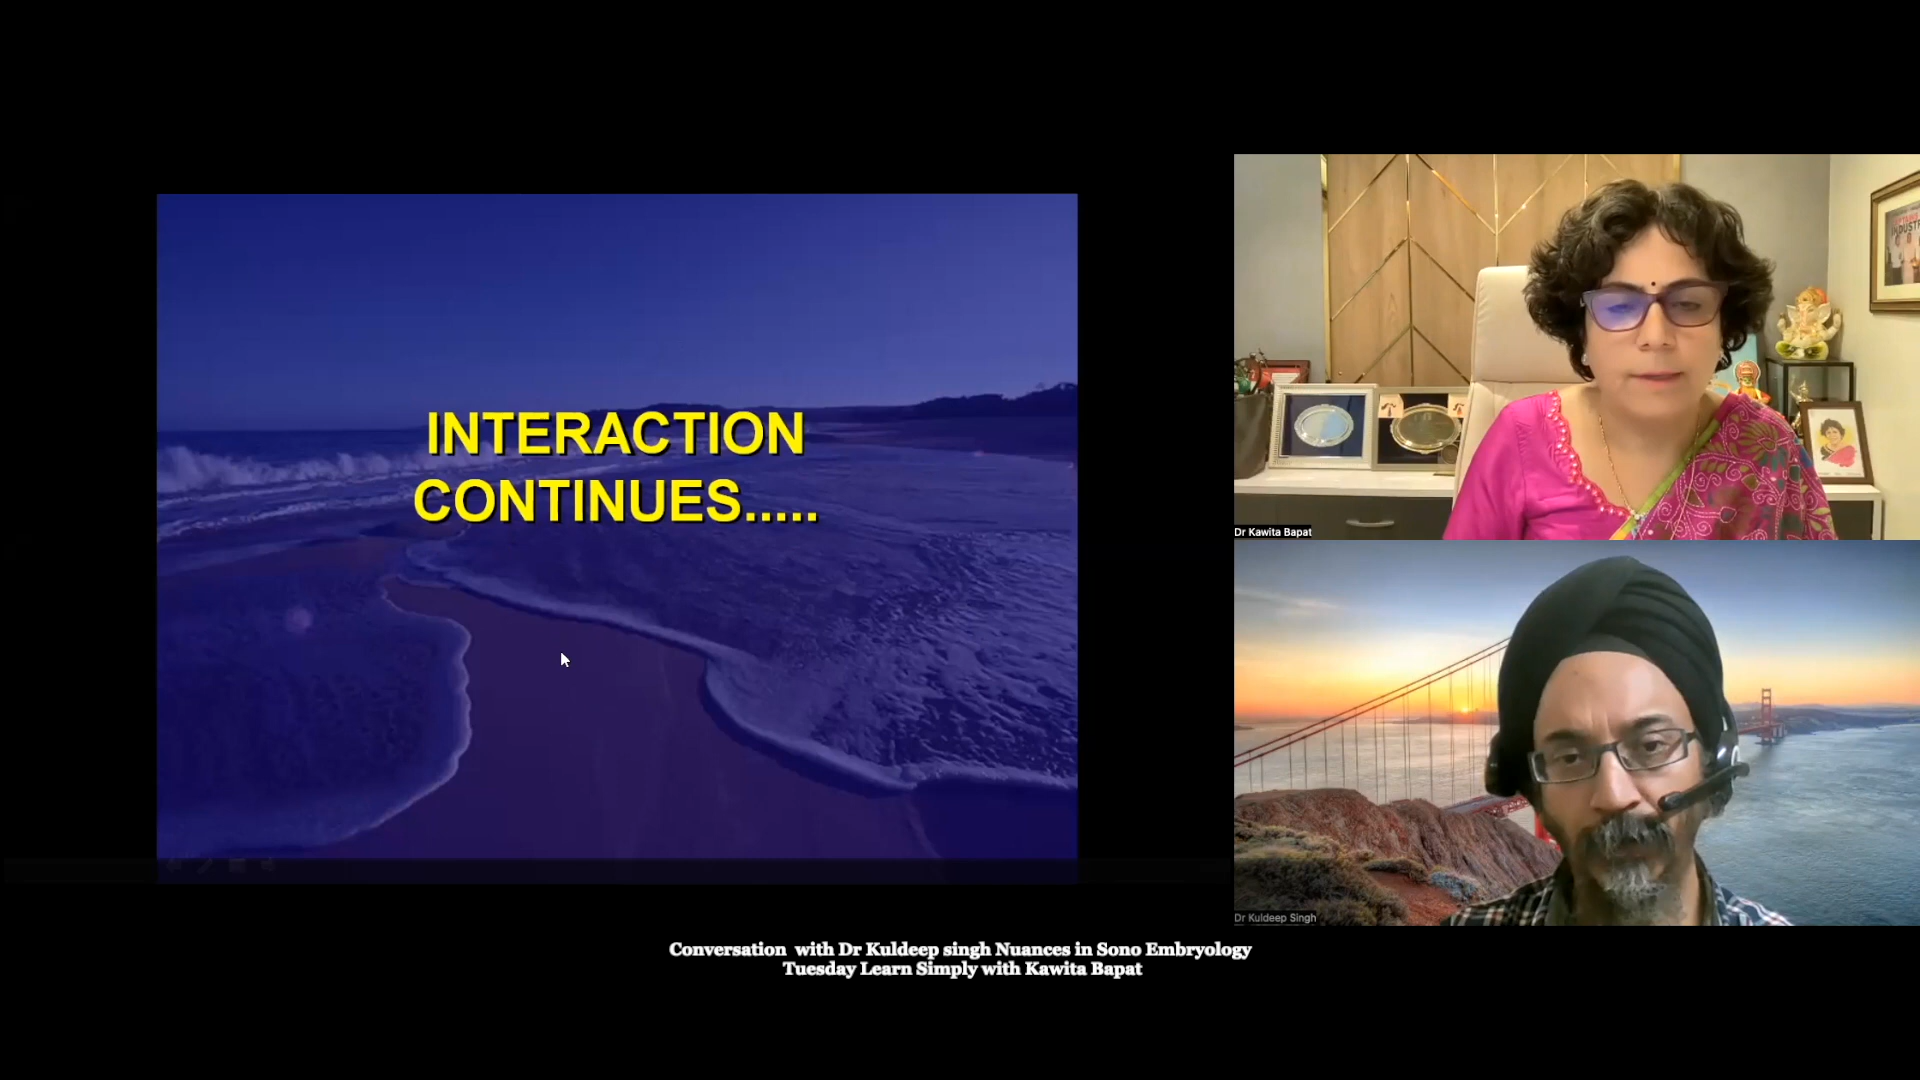 INTERACTION
CONTINUES.....
INDUSTR
Dr Kawita Bapat
Dr Kuldeep Singh
Conversation with Dr Kuldeep singh Nuances in Sono Embryology
Tuesday Learn Simply with Kawita Bapat